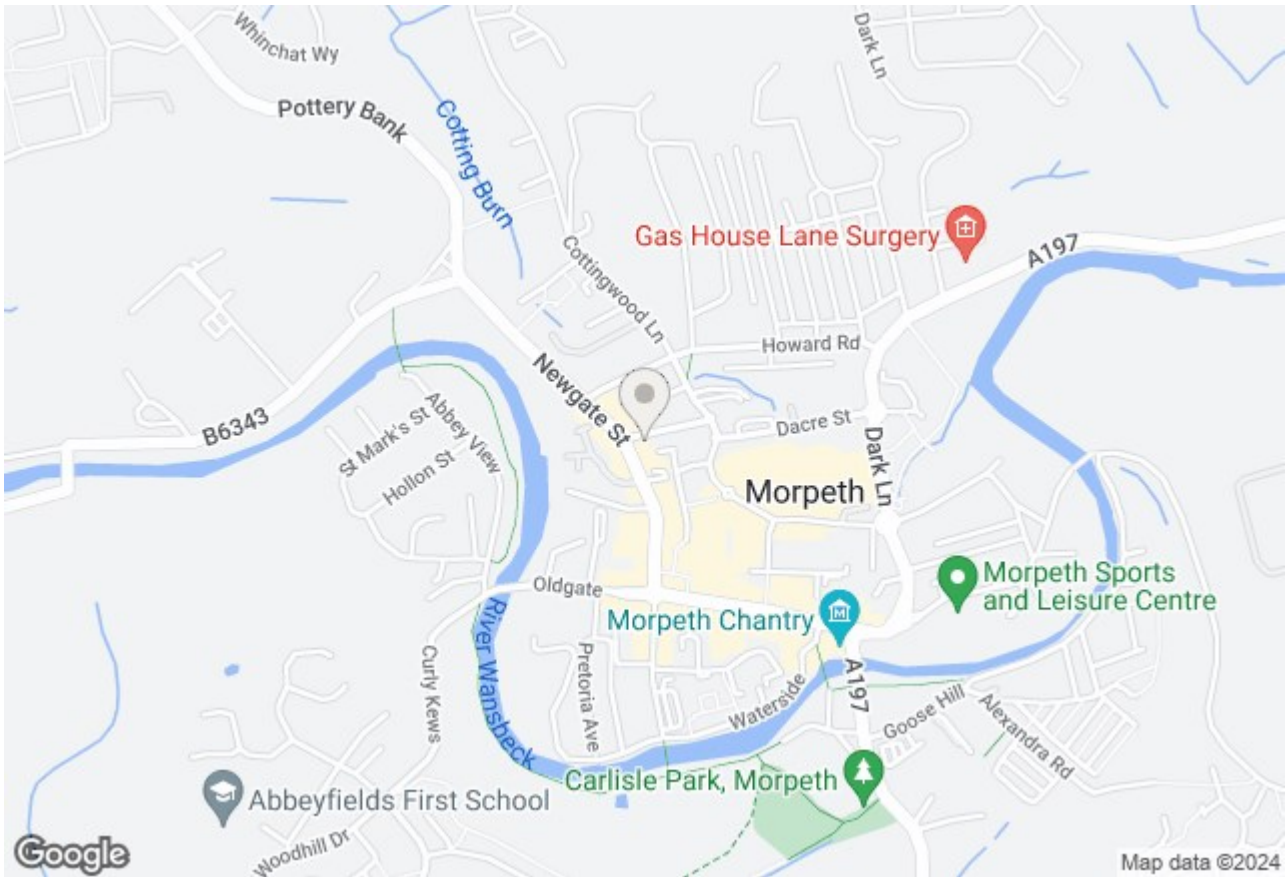 Whinchat Wy
Dark Ln
Pottery Bank
Cotting Burn
Gas House Lane Surgery
A197
Cottingwood Ln
Howard Rd
Newgate St
B6343
St Mark's St
Abbey View
Hollon St
Dacre St
Dark Ln
Morpeth
Oldgate
Morpeth Sports
and Leisure Centre
Morpeth Chantry
River Wansbeck
Curly Kews
Pretoria Ave
Waterside
A197
Goose Hill
Alexandra Rd
Carlisle Park, Morpeth
Abbeyfields First School
Woodhill Dr
Google
Map data ©2024